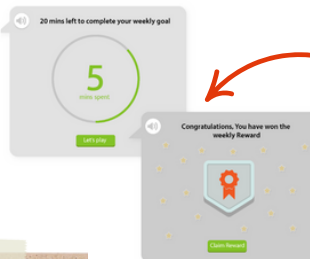 20 mins left to complete your weekly goal
5
mins spent
Let's play
Congratulations, You have won the
weekly Reward
Claim Reward